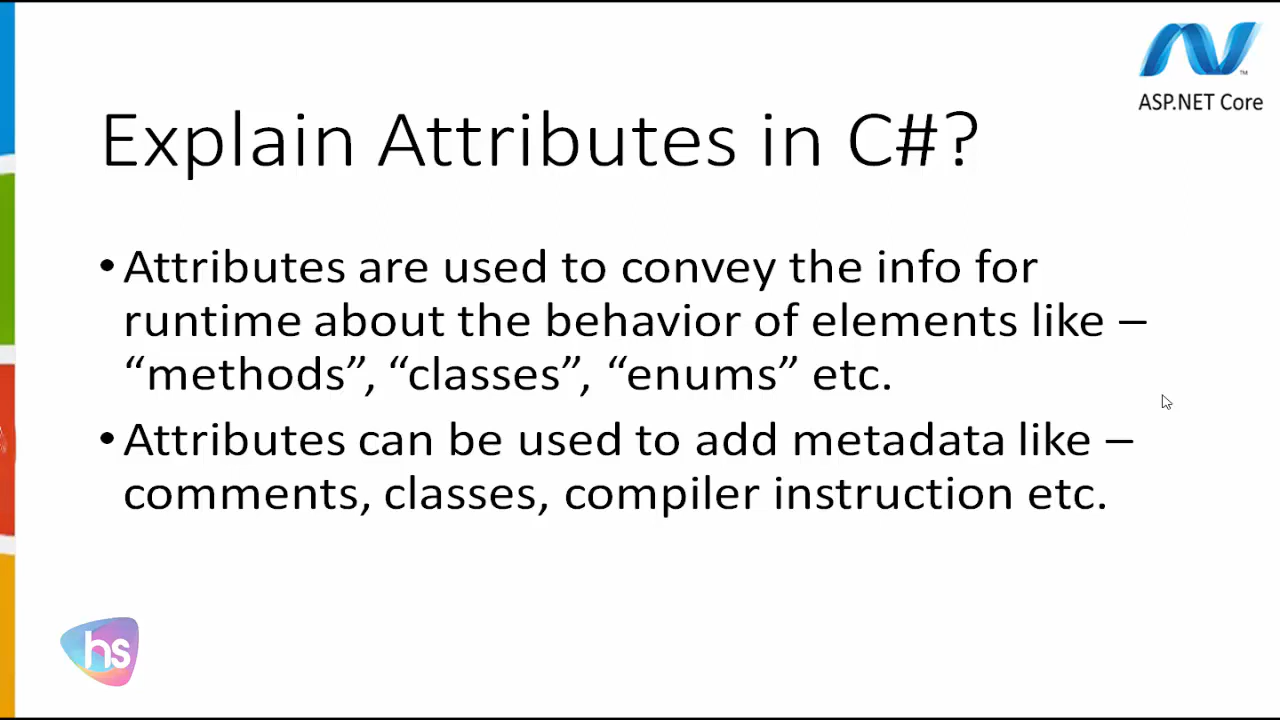 ASP.NET Core
Explain Attributes in C#?
•Attributes are used to convey the info for
runtime about the behavior of elements like –
“methods”, “classes”, “enums” etc.
•Attributes can be used to add metadata like –
comments, classes, compiler instruction etc.
hs